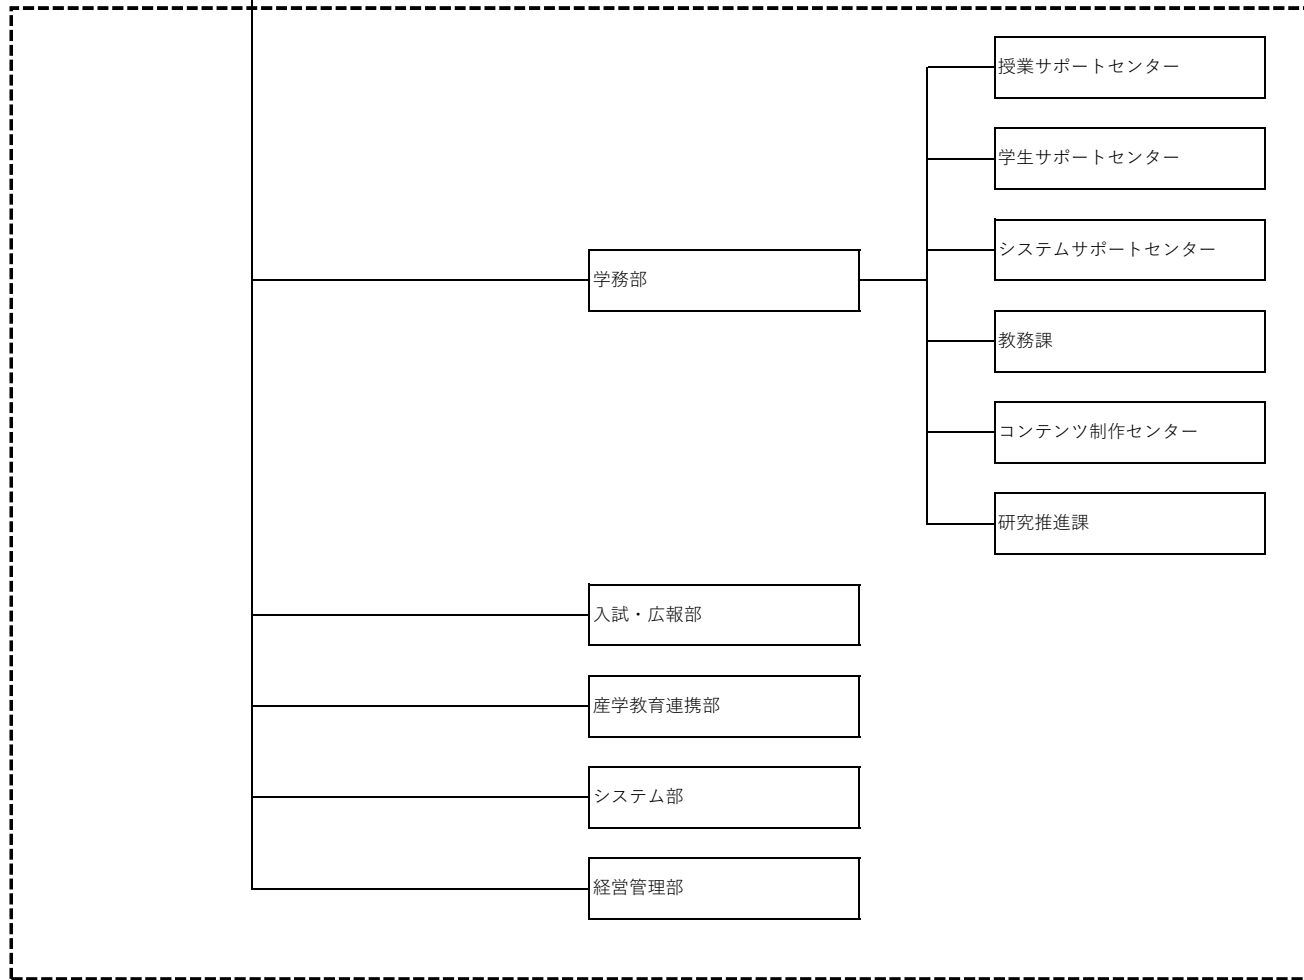 授業サポートセンター
学生サポートセンター
システムサポートセンター
学務部
教務課
コンテンツ制作センター
研究推進課
入試・広報部
産学教育連携部
システム部
経営管理部